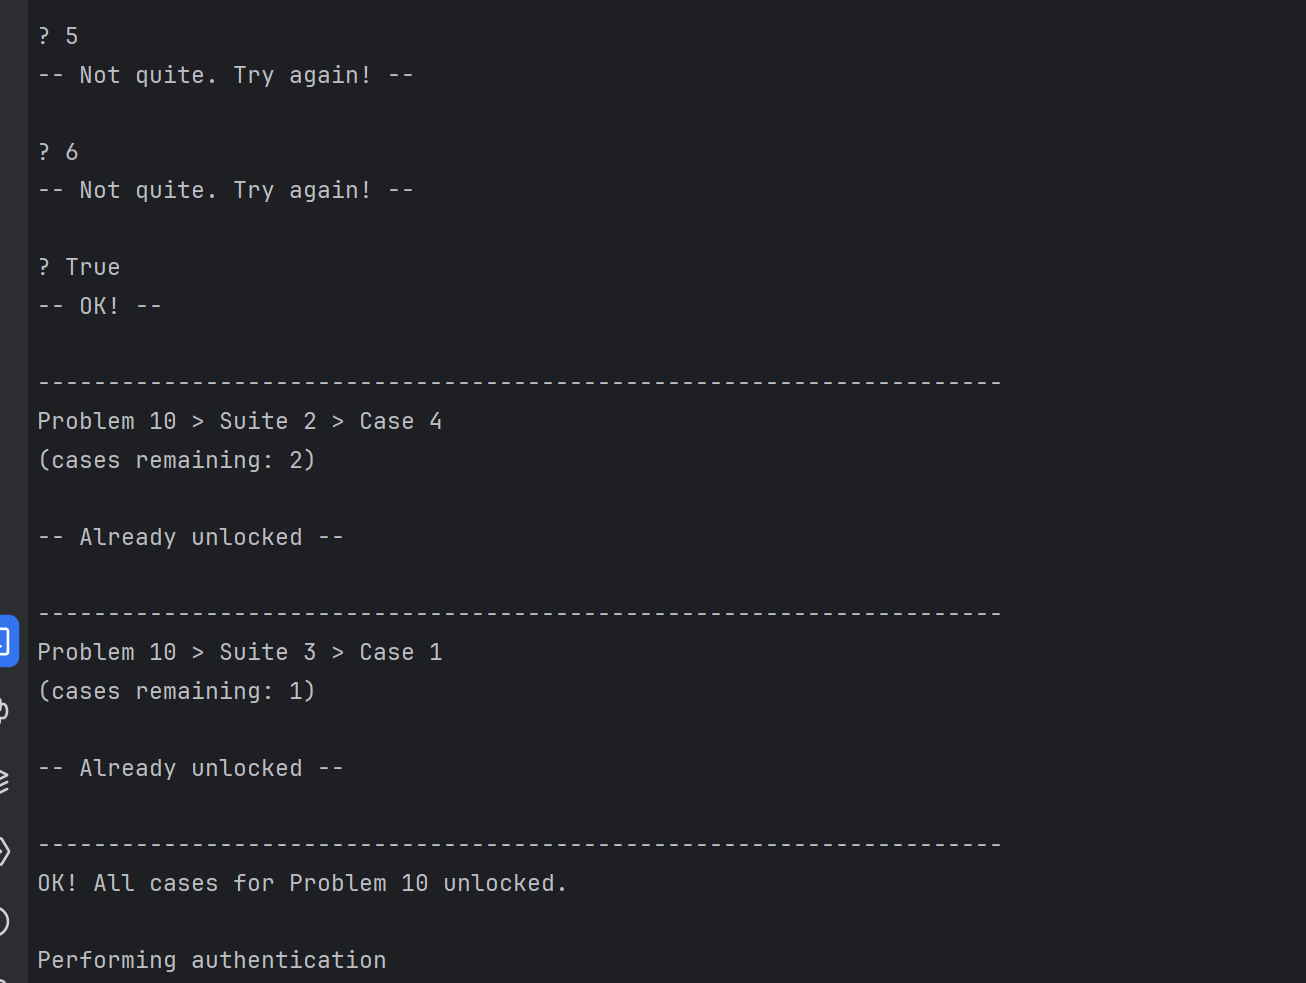 ? 5
-- Not quite. Try again! --
? 6
-- Not quite. Try again! --
? True
-- OK! --
---------------------------------------------------------------------
Problem 10 > Suite 2 > Case 4
(cases remaining: 2)
-- Already unlocked --
---------------------------------------------------------------------
Problem 10 > Suite 3 > Case 1
(cases remaining: 1)
-- Already unlocked --
---------------------------------------------------------------------
OK! All cases for Problem 10 unlocked.
Performing authentication